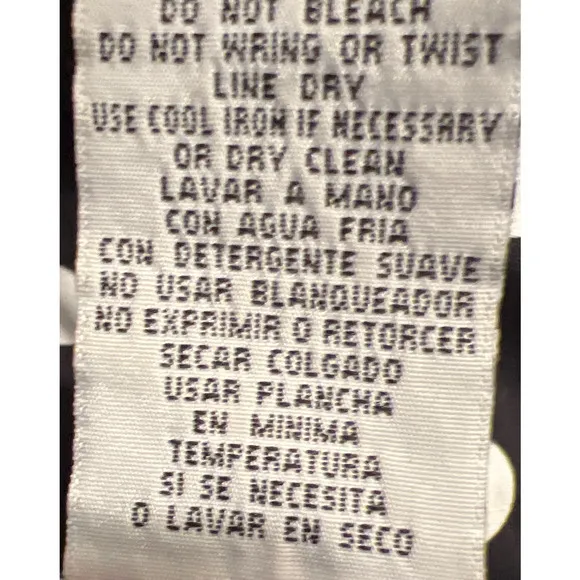 DO NOT BLEACH
DO NOT WRING OR TWIST
LINE DRY
USE COOL IRON IF NECESSARY
OR DRY CLEAN
LAVAR A MANO
CON AGUA FRIA
CON DETERGENTE SUAVE
NO USAR BLANQUEADOR
NO EXPRIMIR O RETORCER
SECAR COLGADO
USAR PLANCHA
EN MINIMA
TEMPERATURA
SI SE NECESITA
O LAVAR EN SECO